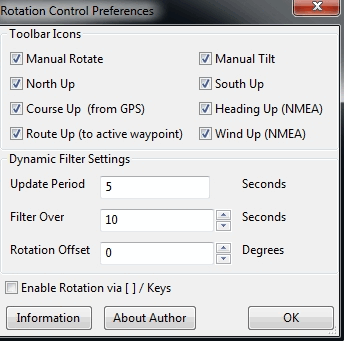 Rotation Control Preferences
Toolbar Icons
Manual Rotate Manual Tilt
North Up South Up
Course Up (from GPS) Heading Up (NMEA)
Route Up (to active waypoint) Wind Up (NMEA)
Dynamic Filter Settings
Update Period 5 Seconds
Filter Over 10 Seconds
Rotation Offset 0 Degrees
Enable Rotation via [ ] / Keys
Information About Author OK